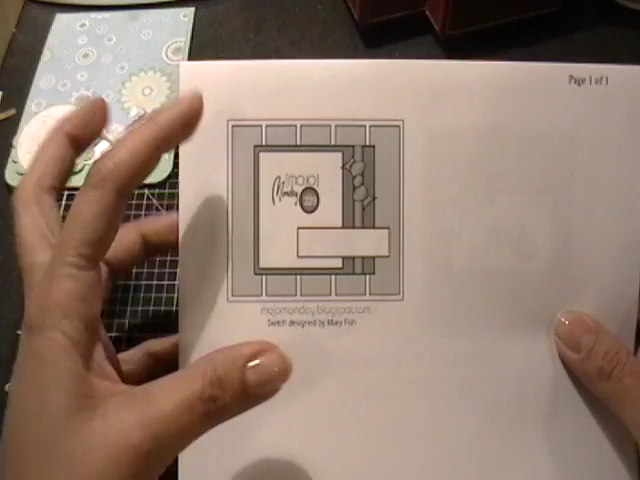 Page 1 of 1
[mojo]
Monday
mojomonday.blogspot.com
Sketch designed by Mary Fish